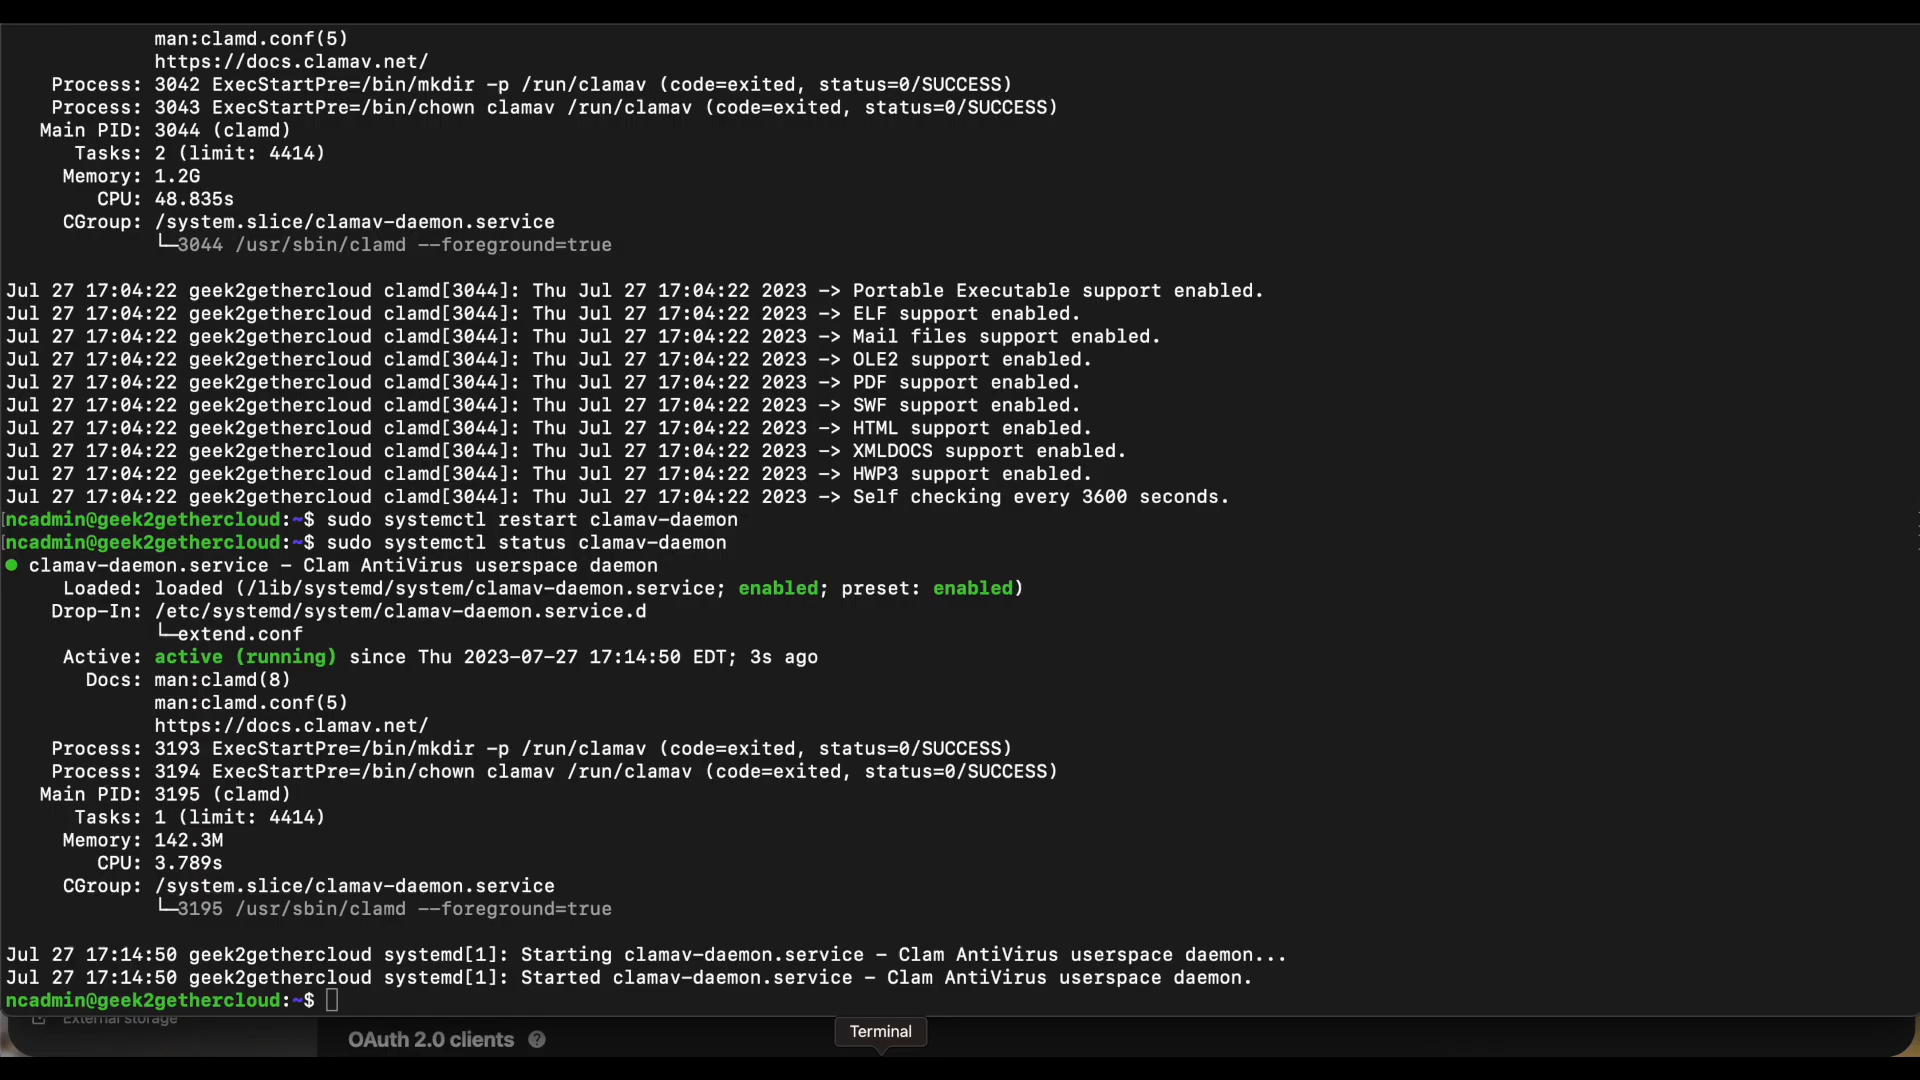 man:clamd.conf(5)
https://docs.clamav.net/
Process: 3042 ExecStartPre=/bin/mkdir -p /run/clamav (code=exited, status=0/SUCCESS)
Process: 3043 ExecStartPre=/bin/chown clamav /run/clamav (code=exited, status=0/SUCCESS)
Main PID: 3044 (clamd)
Tasks: 2 (limit: 4414)
Memory: 1.2G
CPU: 48.835s
CGroup: /system.slice/clamav-daemon.service
└─3044 /usr/sbin/clamd --foreground=true
Jul 27 17:04:22 geek2gethercloud clamd[3044]: Thu Jul 27 17:04:22 2023 -> Portable Executable support enabled.
Jul 27 17:04:22 geek2gethercloud clamd[3044]: Thu Jul 27 17:04:22 2023 -> ELF support enabled.
Jul 27 17:04:22 geek2gethercloud clamd[3044]: Thu Jul 27 17:04:22 2023 -> Mail files support enabled.
Jul 27 17:04:22 geek2gethercloud clamd[3044]: Thu Jul 27 17:04:22 2023 -> OLE2 support enabled.
Jul 27 17:04:22 geek2gethercloud clamd[3044]: Thu Jul 27 17:04:22 2023 -> PDF support enabled.
Jul 27 17:04:22 geek2gethercloud clamd[3044]: Thu Jul 27 17:04:22 2023 -> SWF support enabled.
Jul 27 17:04:22 geek2gethercloud clamd[3044]: Thu Jul 27 17:04:22 2023 -> HTML support enabled.
Jul 27 17:04:22 geek2gethercloud clamd[3044]: Thu Jul 27 17:04:22 2023 -> XMLDOCS support enabled.
Jul 27 17:04:22 geek2gethercloud clamd[3044]: Thu Jul 27 17:04:22 2023 -> HWP3 support enabled.
Jul 27 17:04:22 geek2gethercloud clamd[3044]: Thu Jul 27 17:04:22 2023 -> Self checking every 3600 seconds.
[ncadmin@geek2gethercloud:~$ sudo systemctl restart clamav-daemon
[ncadmin@geek2gethercloud:~$ sudo systemctl status clamav-daemon
● clamav-daemon.service - Clam AntiVirus userspace daemon
Loaded: loaded (/lib/systemd/system/clamav-daemon.service; enabled; preset: enabled)
Drop-In: /etc/systemd/system/clamav-daemon.service.d
└─extend.conf
Active: active (running) since Thu 2023-07-27 17:14:50 EDT; 3s ago
Docs: man:clamd(8)
man:clamd.conf(5)
https://docs.clamav.net/
Process: 3193 ExecStartPre=/bin/mkdir -p /run/clamav (code=exited, status=0/SUCCESS)
Process: 3194 ExecStartPre=/bin/chown clamav /run/clamav (code=exited, status=0/SUCCESS)
Main PID: 3195 (clamd)
Tasks: 1 (limit: 4414)
Memory: 142.3M
CPU: 3.789s
CGroup: /system.slice/clamav-daemon.service
└─3195 /usr/sbin/clamd --foreground=true
Jul 27 17:14:50 geek2gethercloud systemd[1]: Starting clamav-daemon.service - Clam AntiVirus userspace daemon...
Jul 27 17:14:50 geek2gethercloud systemd[1]: Started clamav-daemon.service - Clam AntiVirus userspace daemon.
ncadmin@geek2gethercloud:~$
External storage
OAuth 2.0 clients ?
Terminal